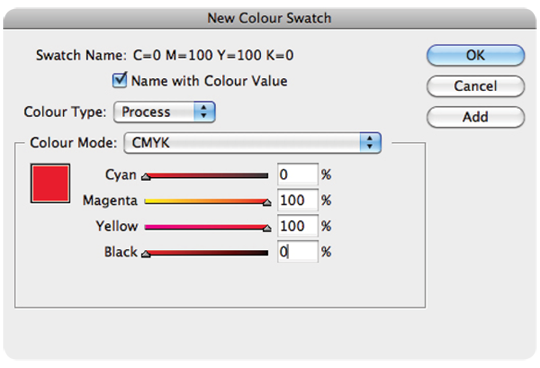 New Colour Swatch
Swatch Name: C=0 M=100 Y=100 K=0
OK
Name with Colour Value
Cancel
Colour Type: Process
Add
Colour Mode: CMYK
Cyan 0 %
Magenta 100 %
Yellow 100 %
Black 0 %